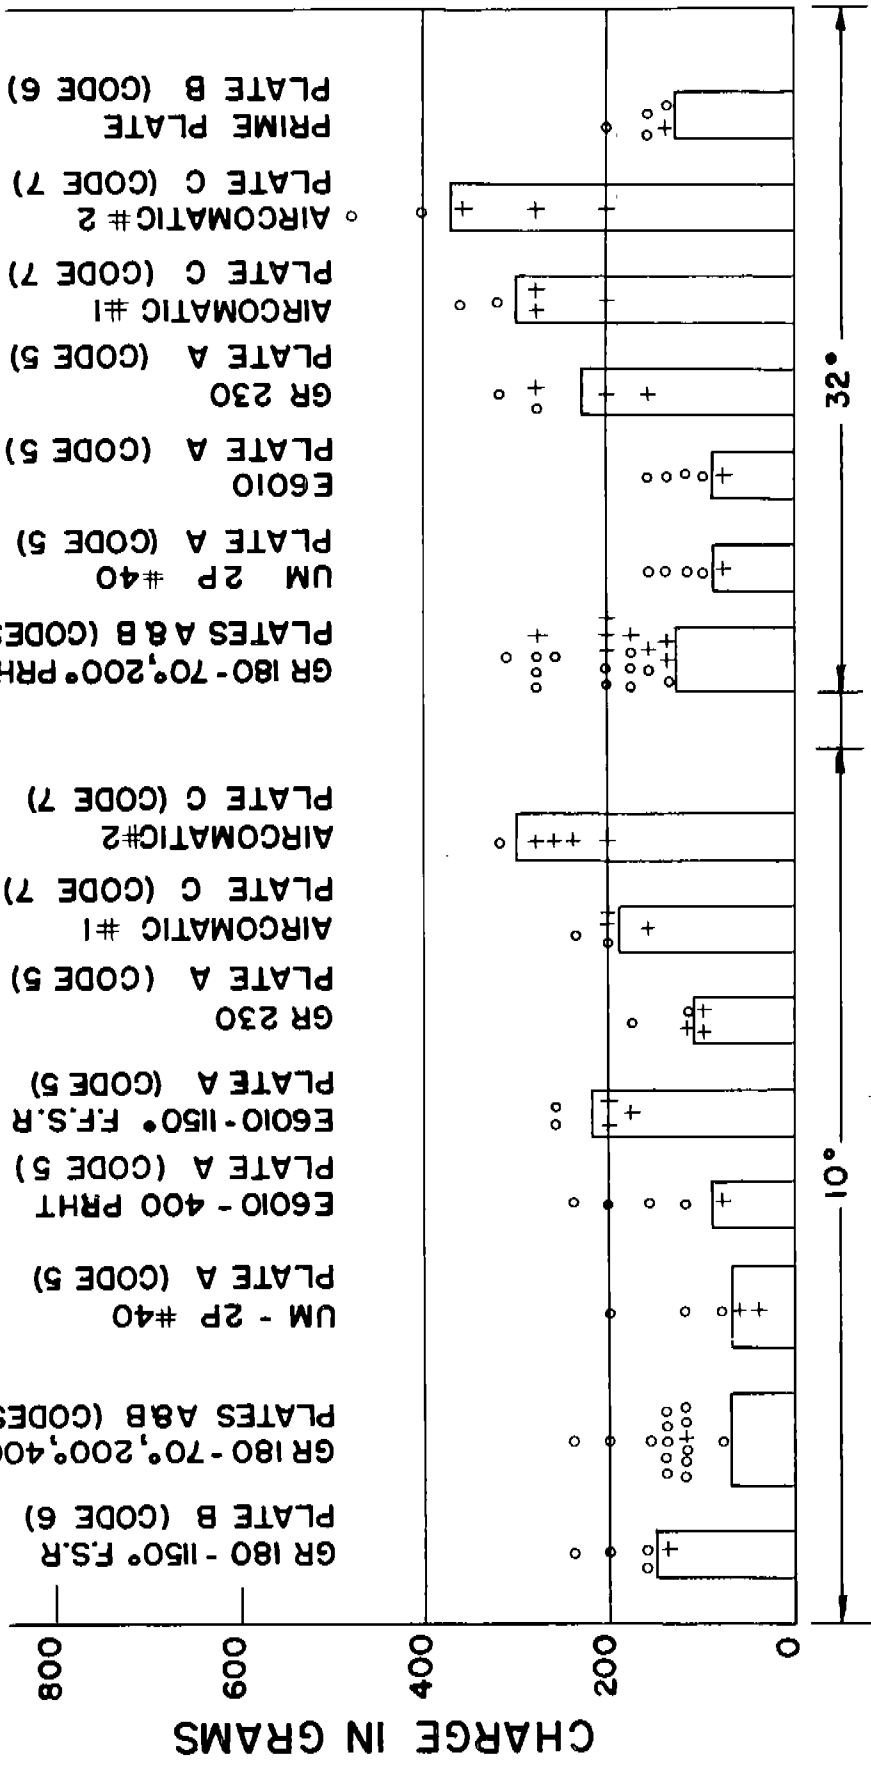 CHARGE IN GRAMS
0
200
400
600
800
GR 180 - 1150° F.S.R
PLATE B (CODE 6)
GR 180 - 70°, 200°, 400
PLATES A&B (CODES
UM - 2P #40
PLATE A (CODE 5)
E6010 - 400 PRHT
PLATE A (CODE 5)
E6010 - 1150° F.F.S.R
PLATE A (CODE 5)
GR 230
PLATE A (CODE 5)
AIRCOMATIC #1
PLATE C (CODE 7)
AIRCOMATIC #2
PLATE C (CODE 7)
GR 180 - 70°, 200° PRH
PLATES A & B (CODES
UM 2P #40
PLATE A (CODE 5)
E6010
PLATE A (CODE 5)
GR 230
PLATE A (CODE 5)
AIRCOMATIC #1
PLATE C (CODE 7)
AIRCOMATIC #2
PLATE C (CODE 7)
PRIME PLATE
PLATE B (CODE 6)
10°
32°